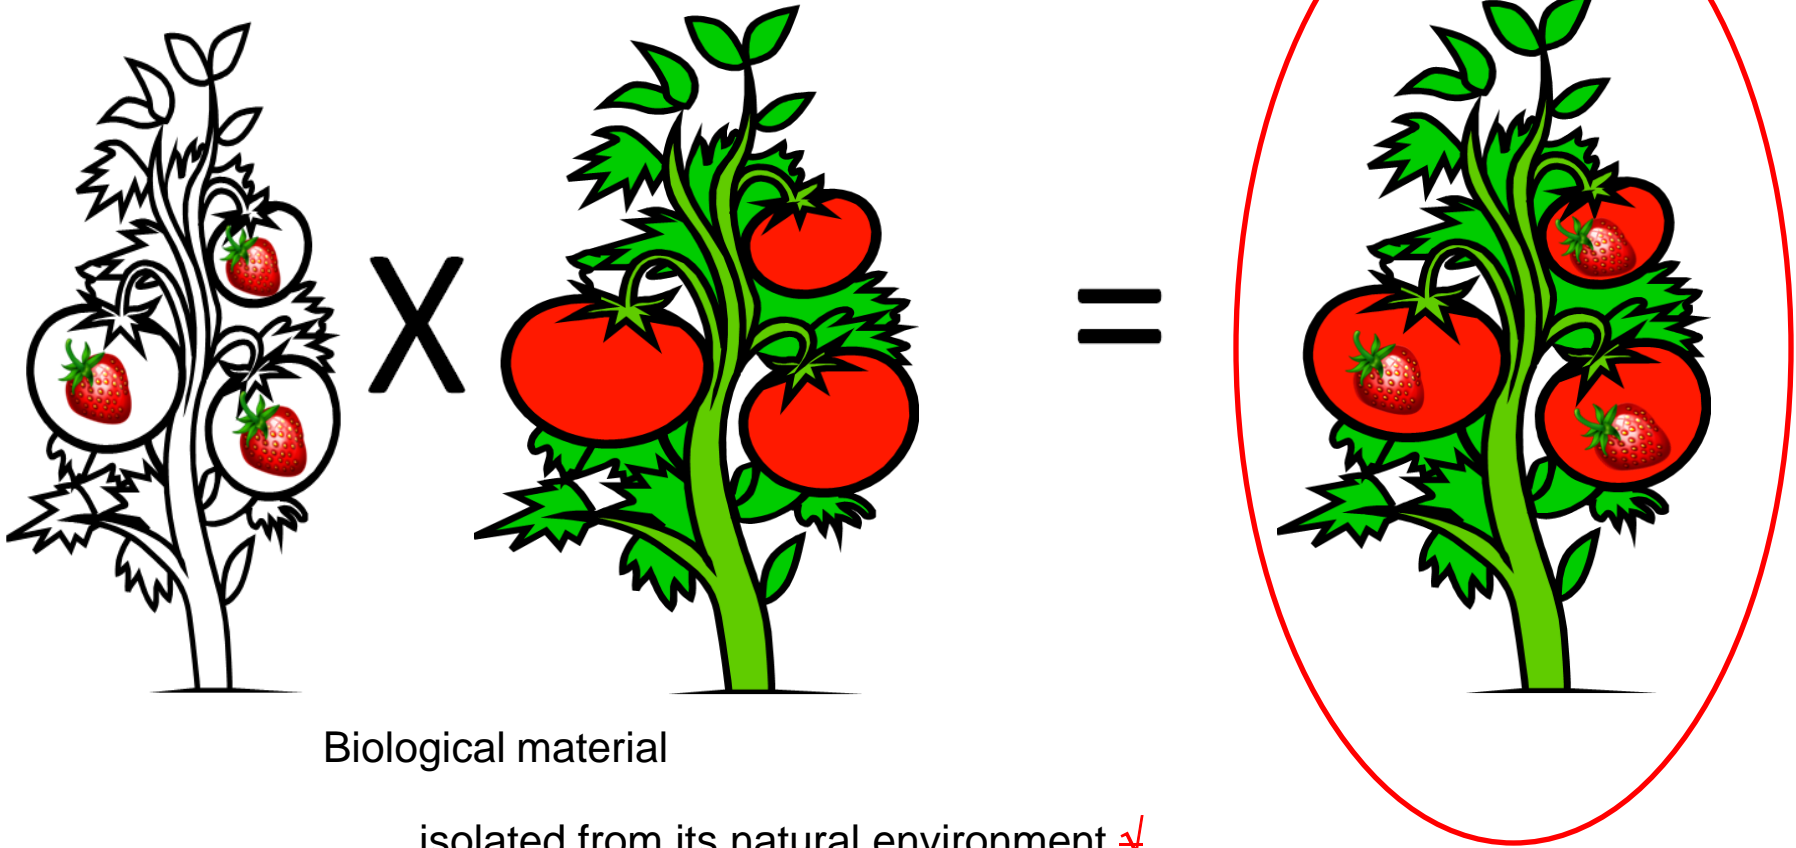 X =
Biological material
isolated from its natural environment √